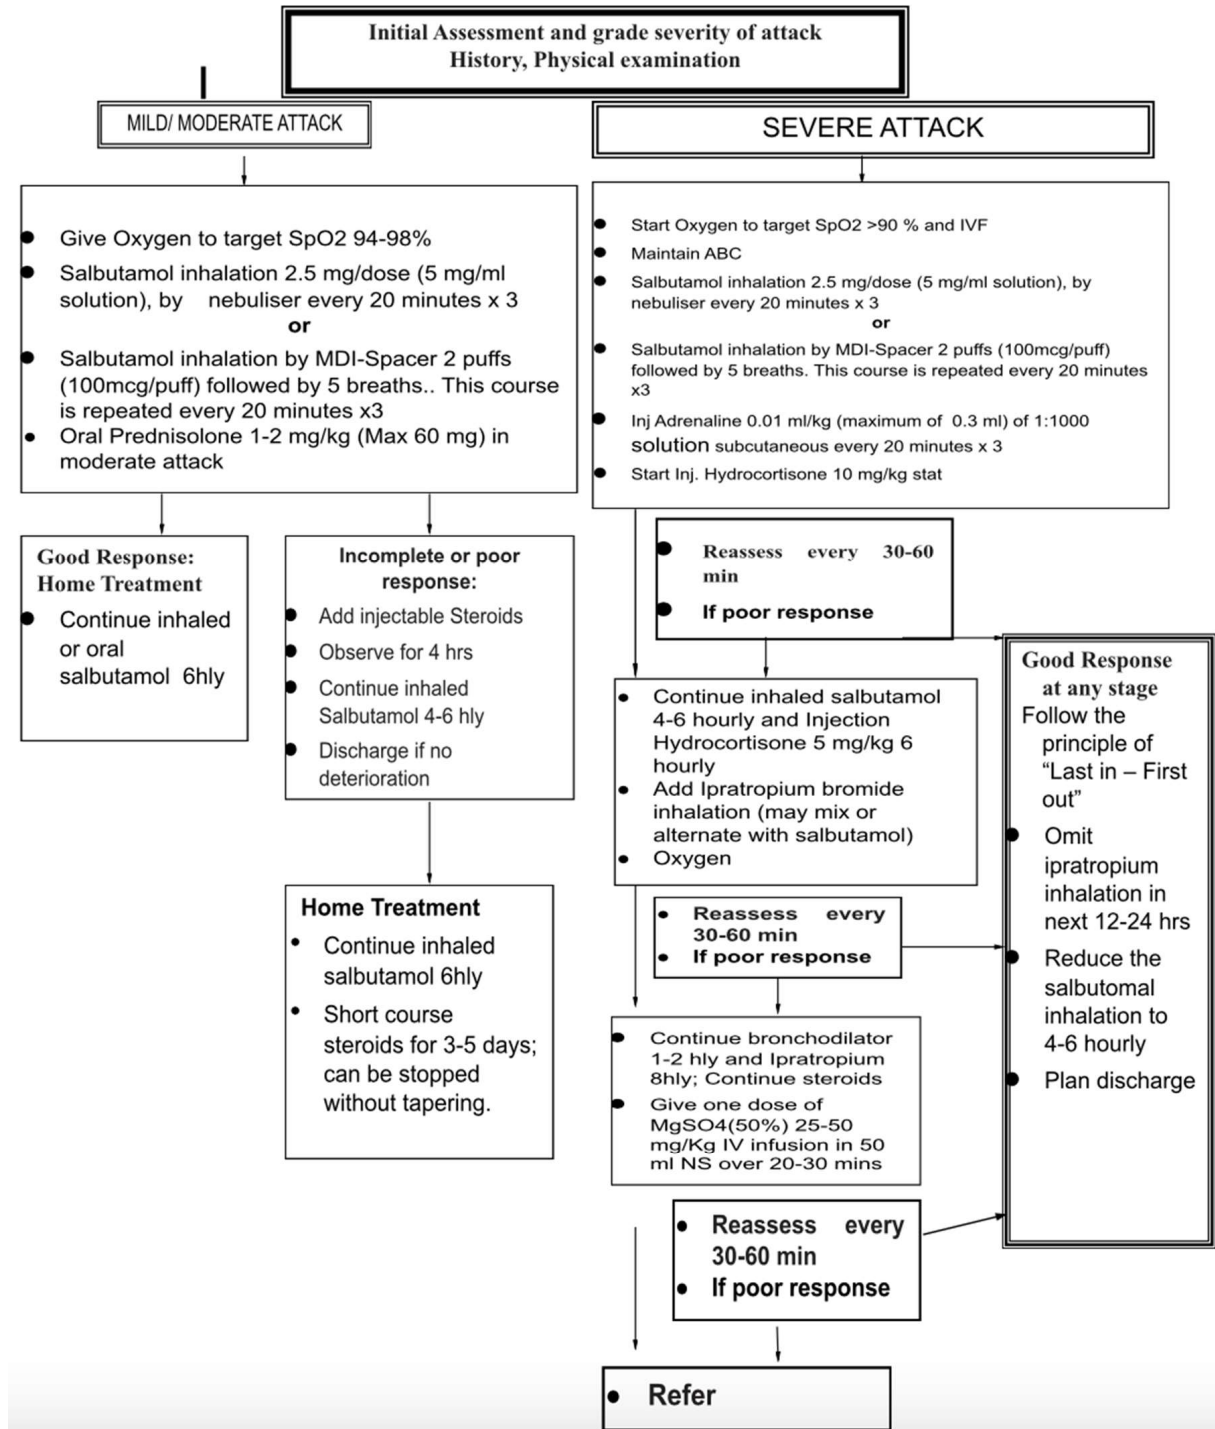 Initial Assessment and grade severity of attack
History, Physical examination
MILD/ MODERATE ATTACK
Give Oxygen to target SpO2 94-98%
Salbutamol inhalation 2.5 mg/dose (5 mg/ml
solution), by nebuliser every 20 minutes x 3
or
Salbutamol inhalation by MDI-Spacer 2 puffs
(100mcg/puff) followed by 5 breaths.. This course
is repeated every 20 minutes x3
Oral Prednisolone 1-2 mg/kg (Max 60 mg) in
moderate attack
Good Response:
Home Treatment
Continue inhaled
or oral
salbutamol 6hly
Incomplete or poor
response:
Add injectable Steroids
Observe for 4 hrs
Continue inhaled
Salbutamol 4-6 hly
Discharge if no
deterioration
Home Treatment
Continue inhaled
salbutamol 6hly
Short course
steroids for 3-5 days;
can be stopped
without tapering.
SEVERE ATTACK
Start Oxygen to target SpO2 >90 % and IVF
Maintain ABC
Salbutamol inhalation 2.5 mg/dose (5 mg/ml solution), by
nebuliser every 20 minutes x 3
or
Salbutamol inhalation by MDI-Spacer 2 puffs (100mcg/puff)
followed by 5 breaths. This course is repeated every 20 minutes
x3
Inj Adrenaline 0.01 ml/kg (maximum of 0.3 ml) of 1:1000
solution subcutaneous every 20 minutes x 3
Start Inj. Hydrocortisone 10 mg/kg stat
Reassess every 30-60
min
If poor response
Continue inhaled salbutamol
4-6 hourly and Injection
Hydrocortisone 5 mg/kg 6
hourly
Add Ipratropium bromide
inhalation (may mix or
alternate with salbutamol)
Oxygen
Reassess every
30-60 min
If poor response
Continue bronchodilator
1-2 hly and Ipratropium
8hly; Continue steroids
Give one dose of
MgSO4(50%) 25-50
mg/Kg IV infusion in 50
ml NS over 20-30 mins
Reassess every
30-60 min
If poor response
Refer
Good Response
at any stage
Follow the
principle of
“Last in – First
out”
Omit
ipratropium
inhalation in
next 12-24 hrs
Reduce the
salbutomal
inhalation to
4-6 hourly
Plan discharge